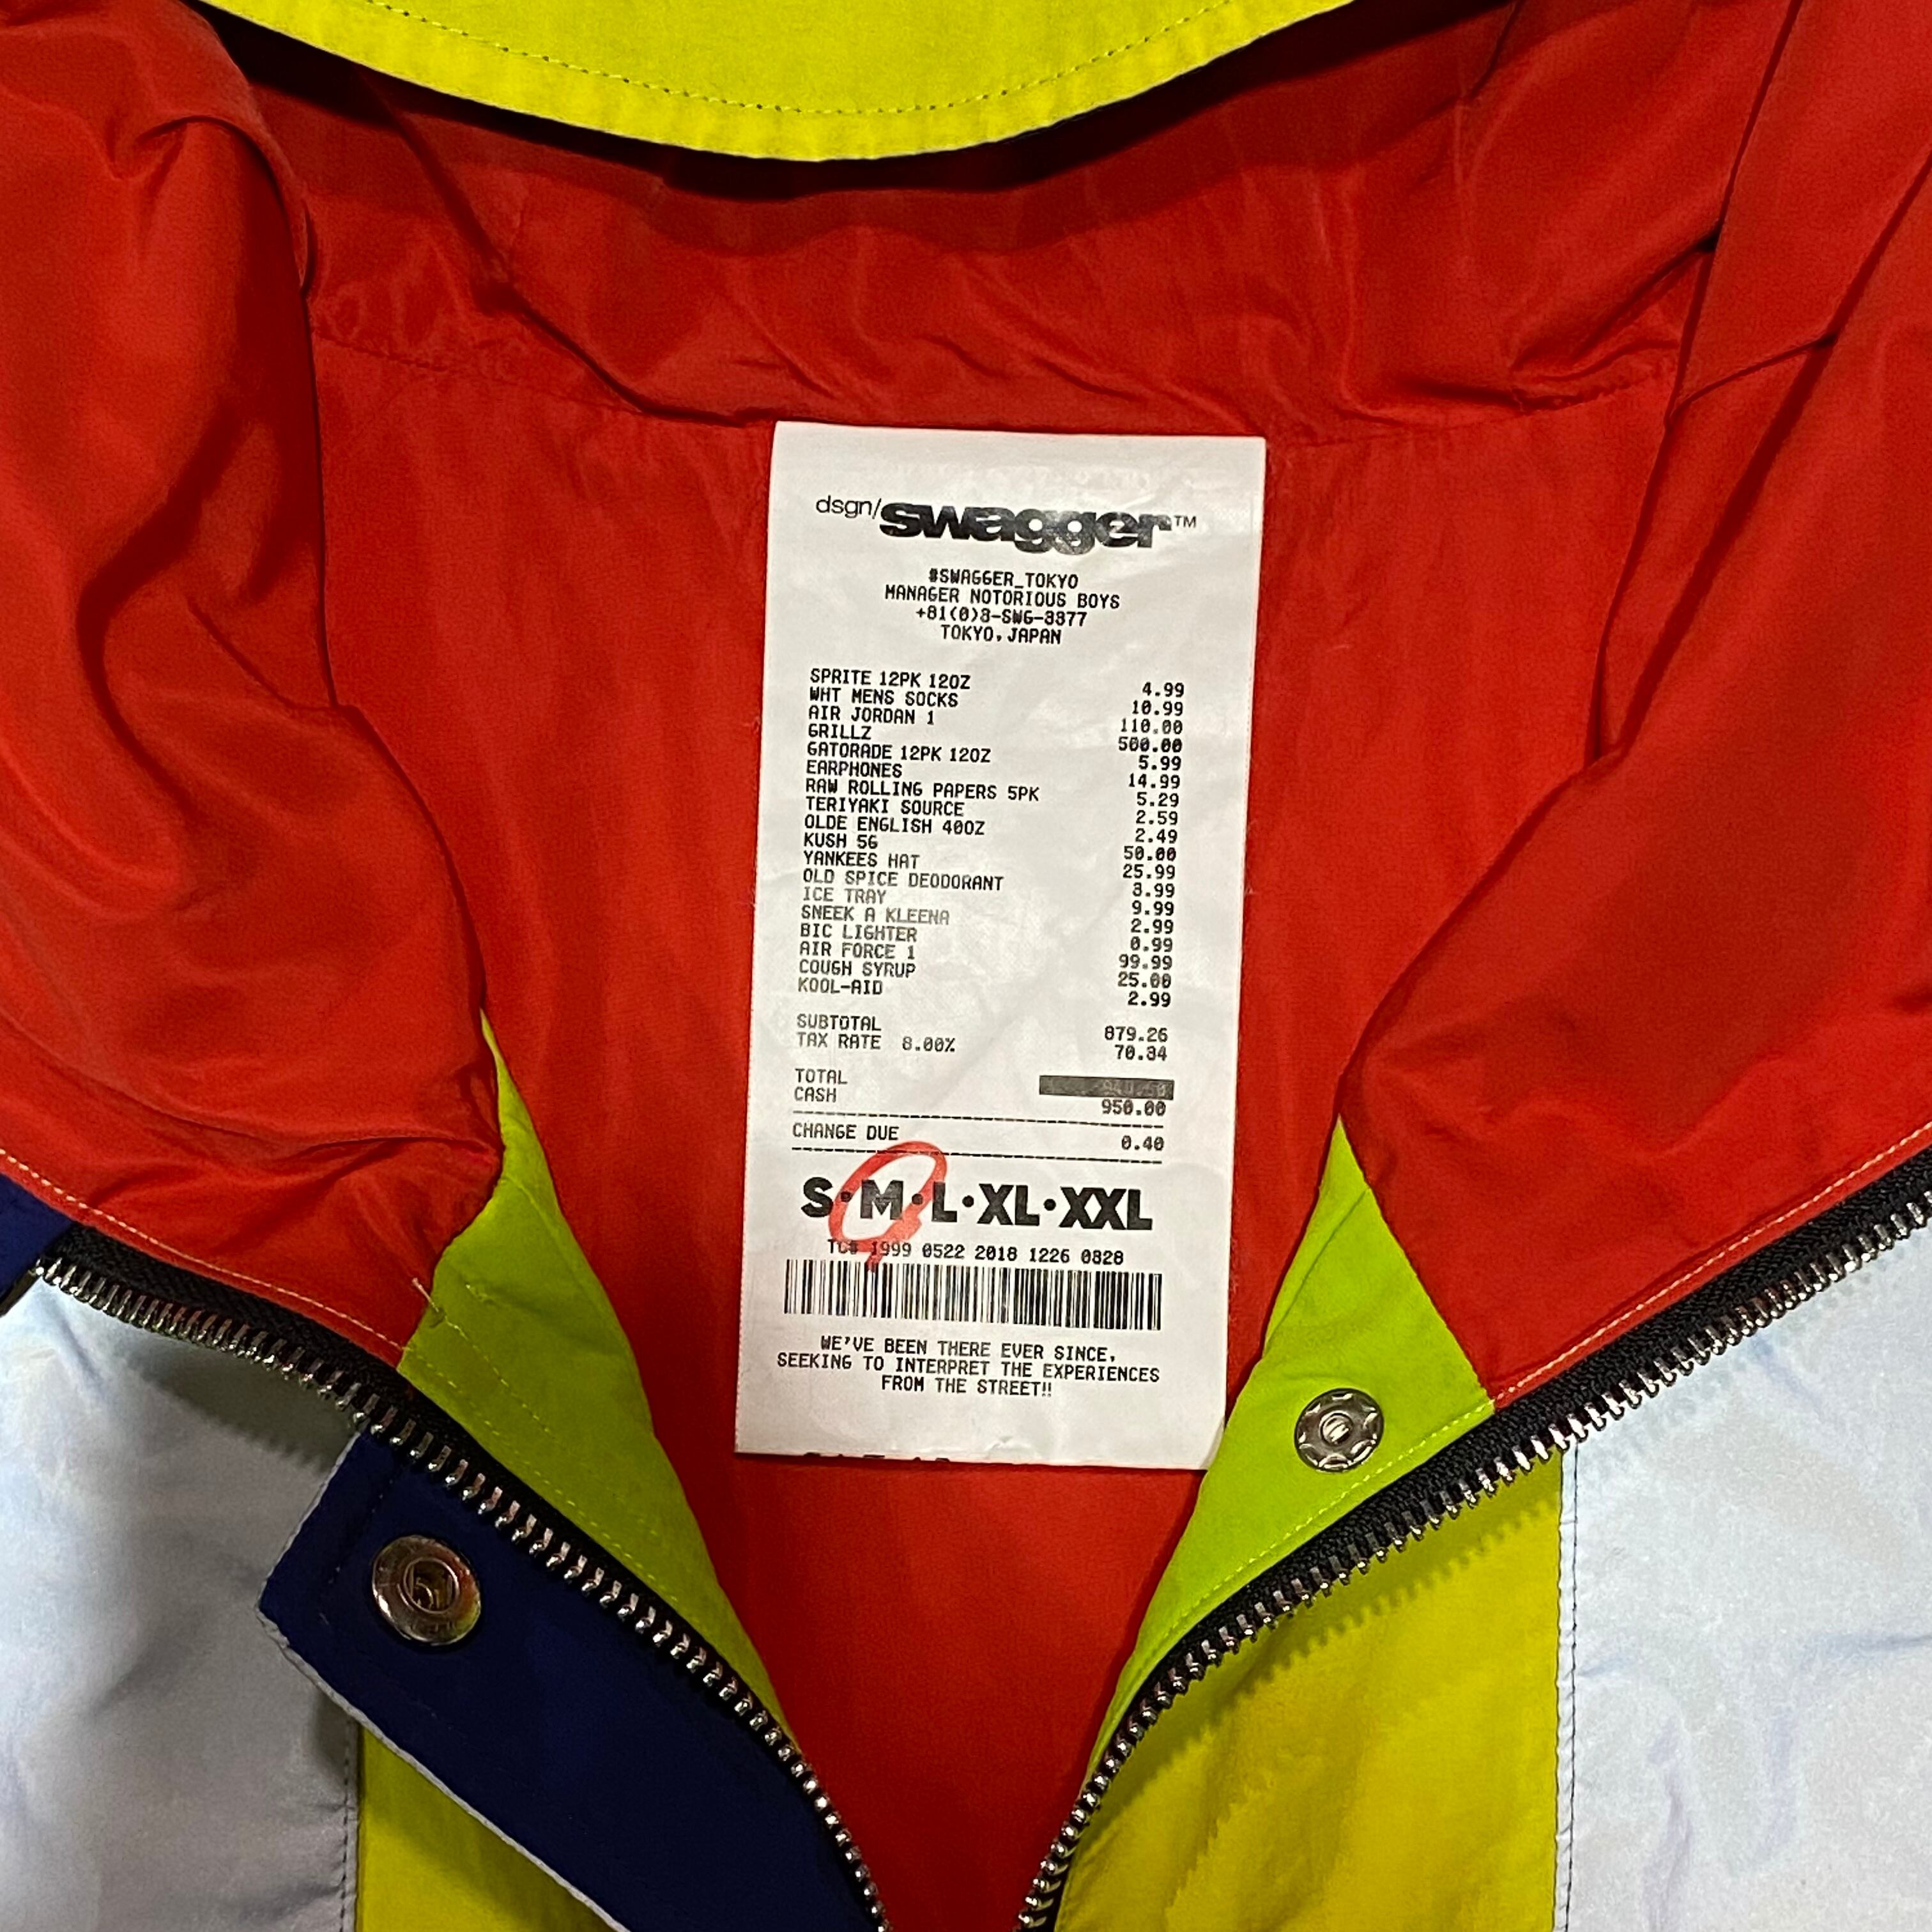 dsgn/swagger™
#SWAGGER_TOKYO
MANAGER NOTORIOUS BOYS
+81(0)3-SWG-3377
TOKYO,JAPAN
SPRITE 12PK 12OZ 4.99
WHT MENS SOCKS 10.99
AIR JORDAN 1 110.00
GRILLZ 500.00
GATORADE 12PK 12OZ 5.99
EARPHONES 14.99
RAW ROLLING PAPERS 5PK 5.29
TERIYAKI SOURCE 2.59
OLDE ENGLISH 40OZ 2.49
KUSH 5G 50.00
YANKEES HAT 25.99
OLD SPICE DEODORANT 3.99
ICE TRAY 9.99
SNEEK A KLEENA 2.99
BIC LIGHTER 0.99
AIR FORCE 1 99.99
COUGH SYRUP 25.00
KOOL-AID 2.99
SUBTOTAL 879.26
TAX RATE 8.00% 70.34
TOTAL
CASH 950.00
CHANGE DUE 0.40
S·M·L·XL·XXL
TC# 1999 0522 2018 1226 0828
WE'VE BEEN THERE EVER SINCE,
SEEKING TO INTERPRET THE EXPERIENCES
FROM THE STREET!!